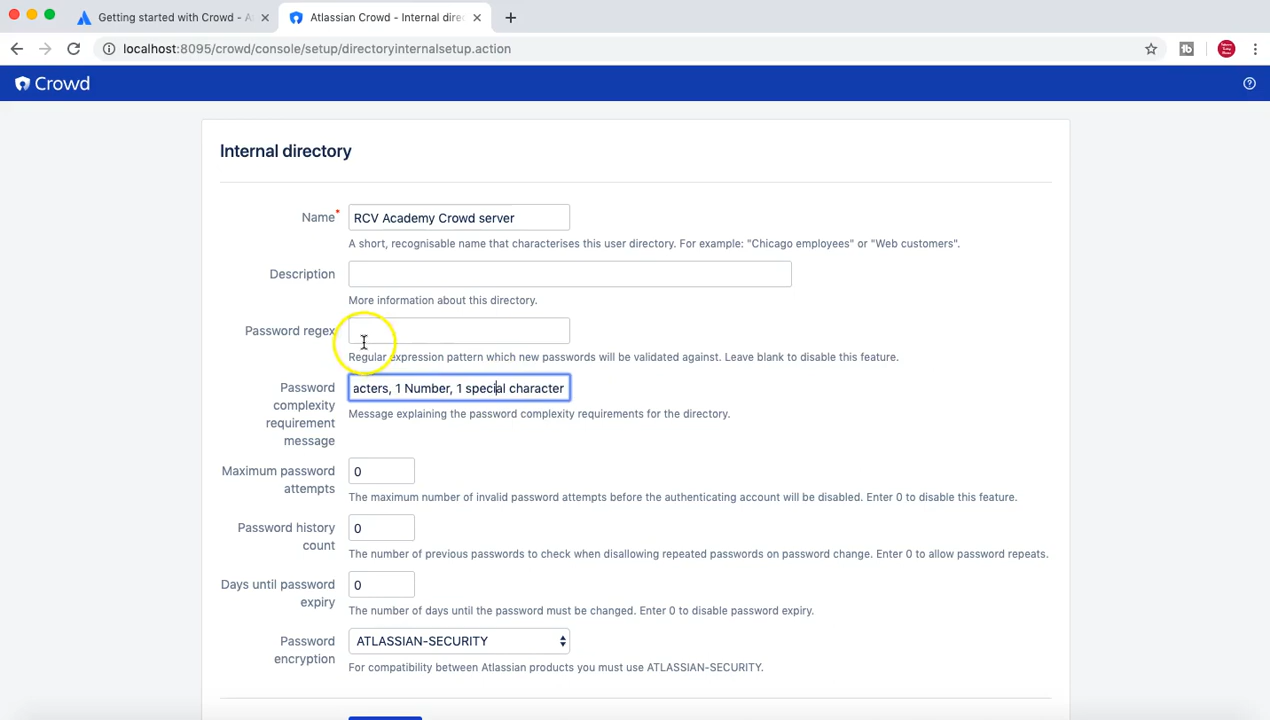 Getting started with Crowd - A
Atlassian Crowd - Internal dire
localhost:8095/crowd/console/setup/directoryinternalsetup.action
Crowd
Internal directory
Name*
RCV Academy Crowd server
A short, recognisable name that characterises this user directory. For example: "Chicago employees" or "Web customers".
Description
More information about this directory.
Password regex
Regular expression pattern which new passwords will be validated against. Leave blank to disable this feature.
Password
complexity
requirement
message
acters, 1 Number, 1 special character
Message explaining the password complexity requirements for the directory.
Maximum password
attempts
0
The maximum number of invalid password attempts before the authenticating account will be disabled. Enter 0 to disable this feature.
Password history
count
0
The number of previous passwords to check when disallowing repeated passwords on password change. Enter 0 to allow password repeats.
Days until password
expiry
0
The number of days until the password must be changed. Enter 0 to disable password expiry.
Password
encryption
ATLASSIAN-SECURITY
For compatibility between Atlassian products you must use ATLASSIAN-SECURITY.